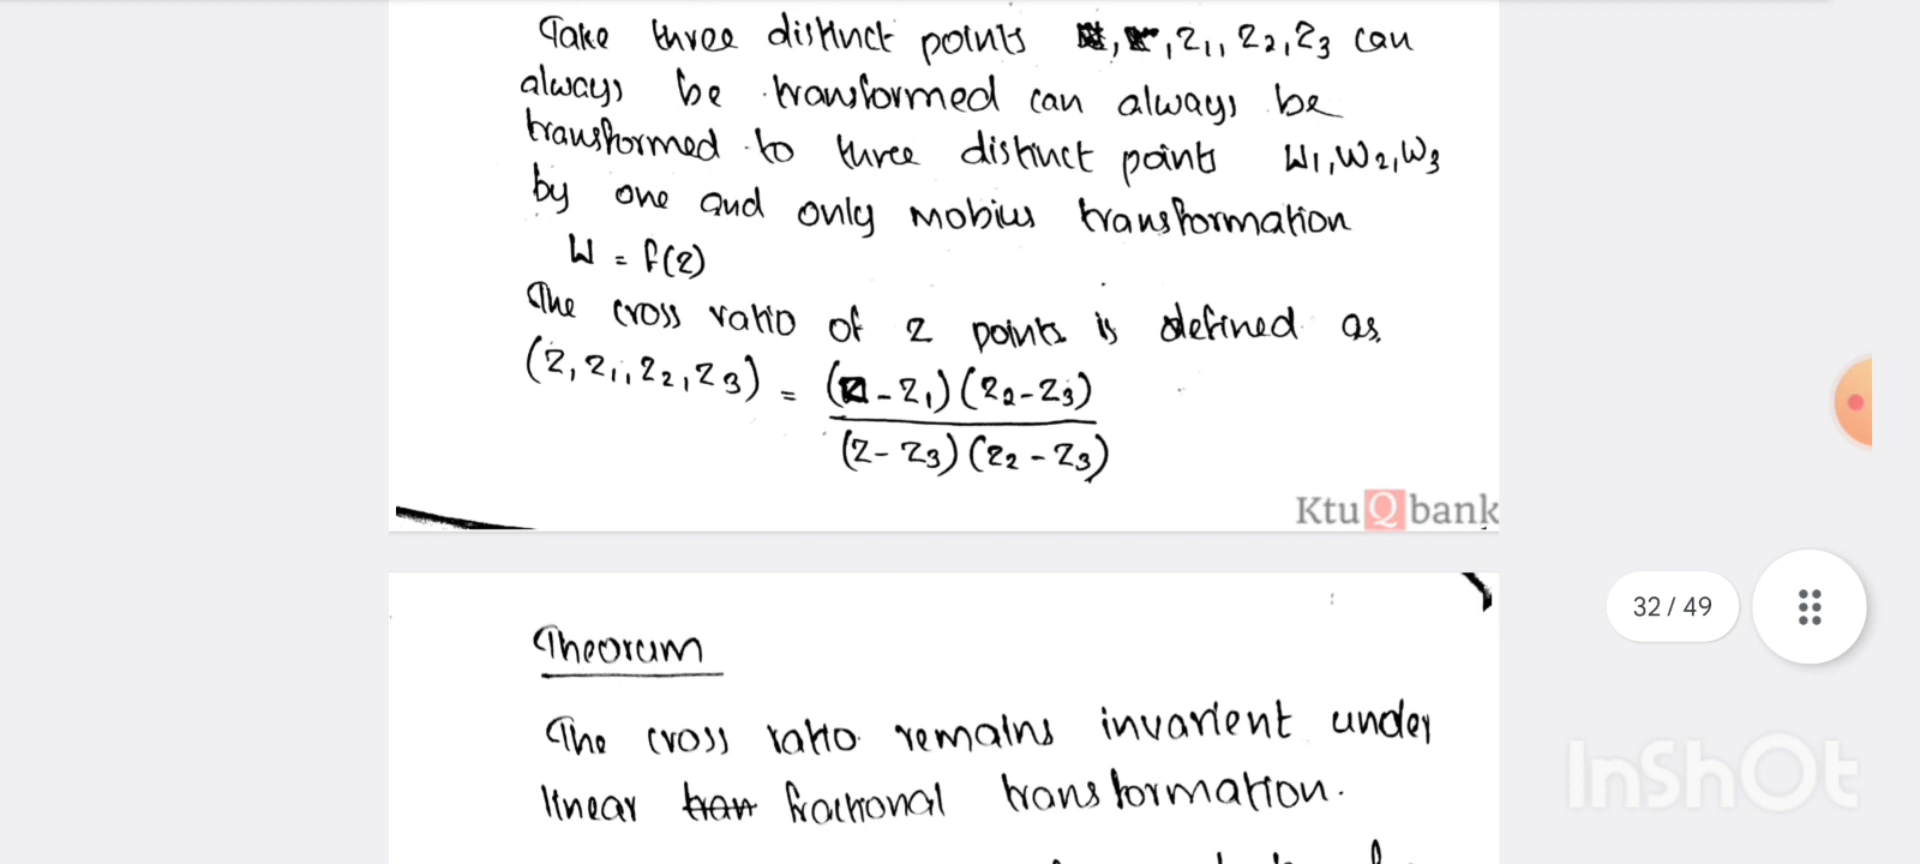 Take three distinct points , , z1, z2, z3 can
always be transformed can always be
transformed to three distinct points W1, W2, W3
by one and only mobius transformation
W = f(z)
The cross ratio of z points is defined as
(z, z1, z2, z3) = (z - z1) (z2 - z3)
(z - z3) (z2 - z3)
Ktu Q bank
32 / 49
Theorum
The cross ratio remains invarient under
linear tran fractional transformation.
InShOt